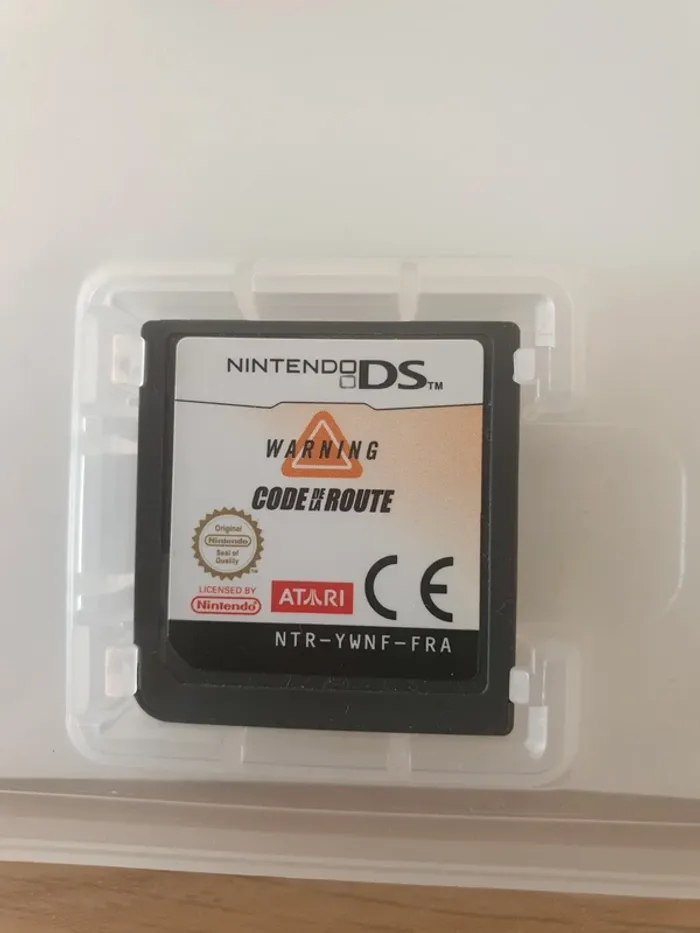 NINTENDO DS™
WARNING
CODE DE LA ROUTE
Original
Nintendo
Seal of
Quality
™
LICENSED BY
Nintendo®
ATARI
CE
NTR-YWNF-FRA